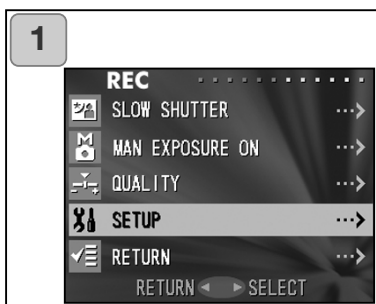 1
REC
SLOW SHUTTER
MAN EXPOSURE ON
QUALITY
SETUP
RETURN
RETURN SELECT